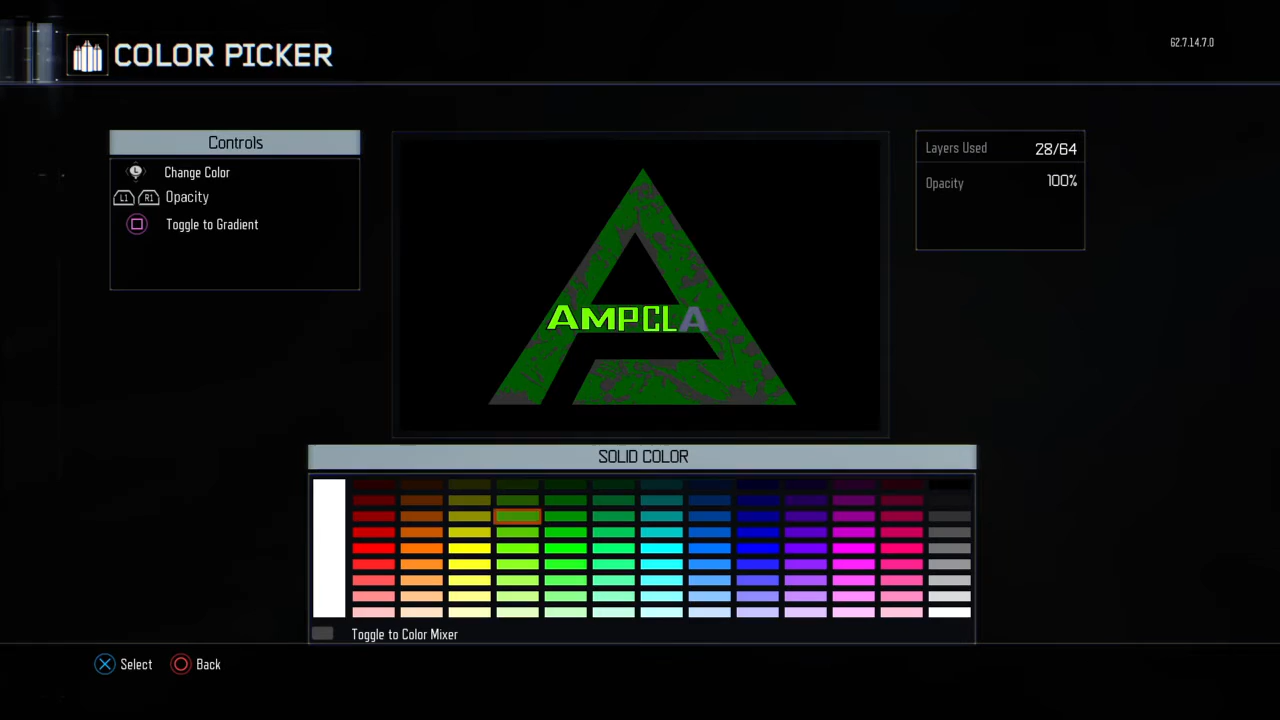 COLOR PICKER
62.7.14.7.0
Controls
L Change Color
L1 R1 Opacity
Toggle to Gradient
Layers Used 28/64
Opacity 100%
AMPCLA
SOLID COLOR
Toggle to Color Mixer
Select Back